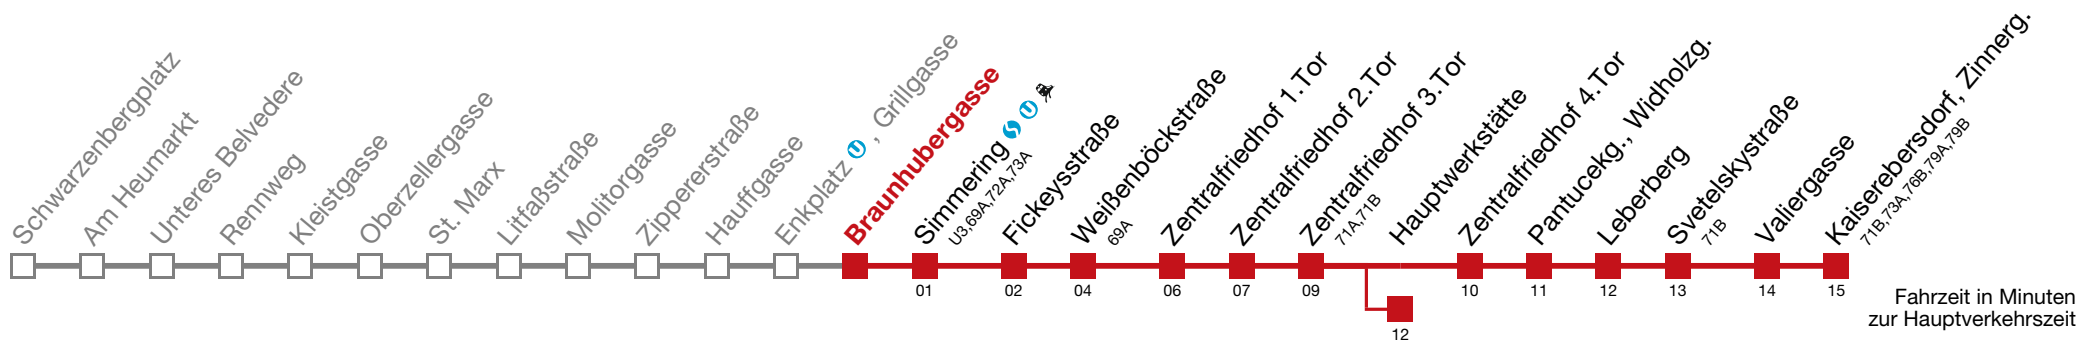 Schwarzenbergplatz
Am Heumarkt
Unteres Belvedere
Rennweg
Kleistgasse
Oberzellergasse
St. Marx
Litfaßstraße
Molitorgasse
Zippererstraße
Hauffgasse
Enkplatz U , Grillgasse
Braunhubergasse
Simmering S U
U3,69A,72A,73A
Fickeysstraße
Weißenböckstraße
69A
Zentralfriedhof 1.Tor
Zentralfriedhof 2.Tor
Zentralfriedhof 3.Tor
71A,71B
Hauptwerkstätte
Zentralfriedhof 4.Tor
Pantucekg., Widholzg.
Leberberg
Svetelskystraße
71B
Valiergasse
Kaiserebersdorf, Zinnerg.
71B,73A,76B,79A,79B
01 02 04 06 07 09 10 11 12 13 14 15
12
Fahrzeit in Minuten
zur Hauptverkehrszeit